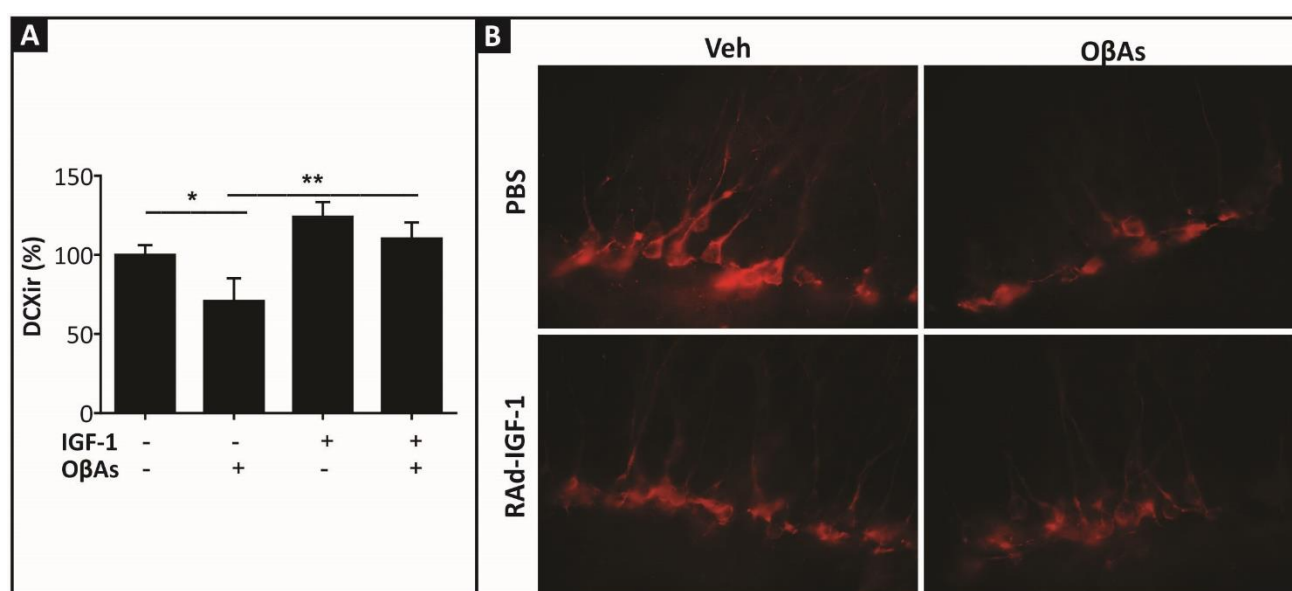 A
B
Veh
OβAs
PBS
RAd-IGF-1
DCXir (%)
150
100
50
0
*
**
IGF-1 - - + +
OβAs - + - +